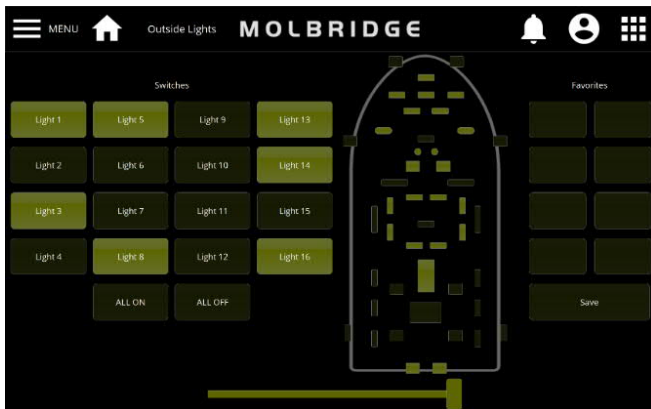 MENU Outside Lights MOLBRIDGE
Switches Favorites
Light 1 Light 5 Light 9 Light 13
Light 2 Light 6 Light 10 Light 14
Light 3 Light 7 Light 11 Light 15
Light 4 Light 8 Light 12 Light 16
ALL ON ALL OFF Save